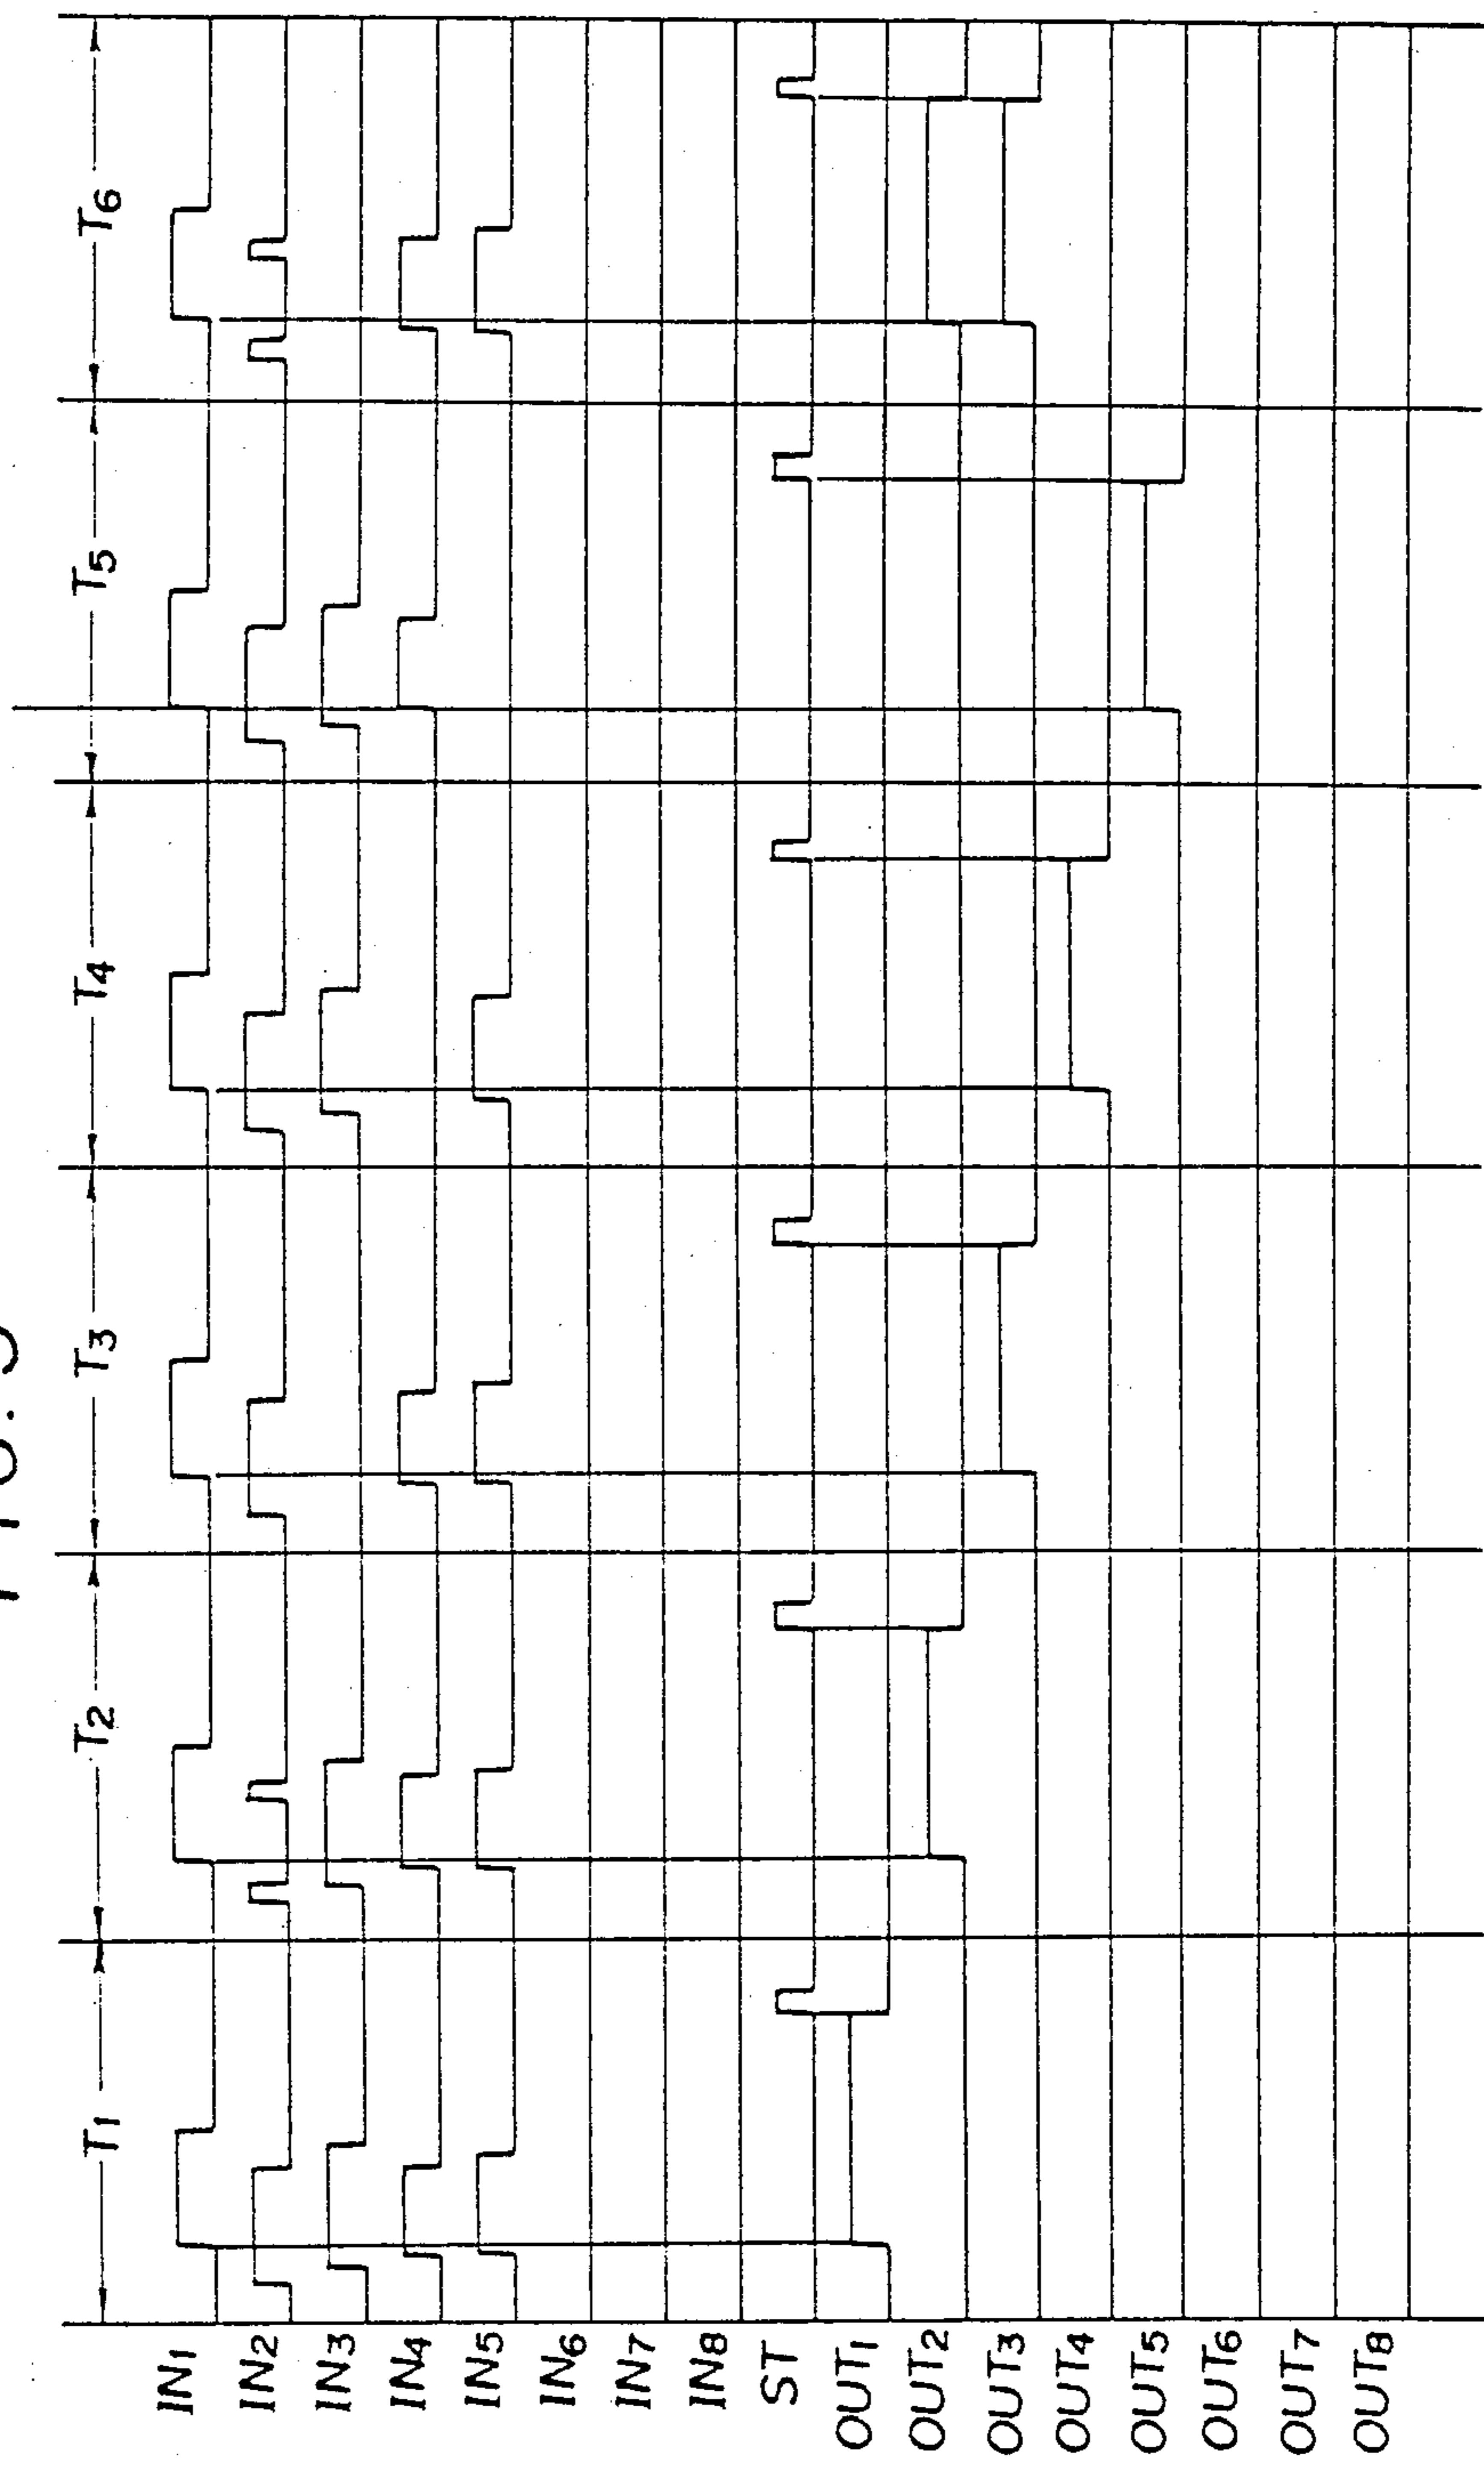 T1
T2
T3
T4
T5
T6
IN1
IN2
IN3
IN4
IN5
IN6
IN7
IN8
ST
OUT1
OUT2
OUT3
OUT4
OUT5
OUT6
OUT7
OUT8